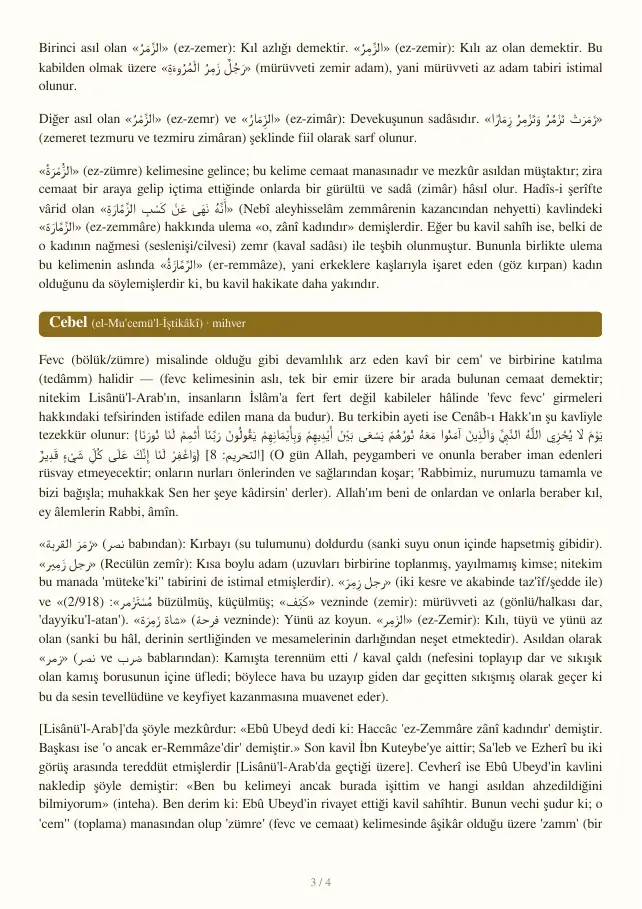 Birinci asıl olan «الزَّمَرُ» (ez-zemer): Kıl azlığı demektir. «الزَّمِرُ» (ez-zemir): Kılı az olan demektir. Bu
kabilden olmak üzere «رَجُلٌ زَمِرُ الْمُرُوءَةِ» (mürüvveti zemir adam), yani mürüvveti az adam tabiri istimal
olunur.
Diğer asıl olan «الزَّمْرُ» (ez-zemr) ve «الزِّمَارُ» (ez-zimâr): Devekuşunun sadâsıdır. «زَمَرَتْ تَزْمُرُ وَتَزْمِرُ زِمَارًا»
(zemeret tezmuru ve tezmiru zimâran) şeklinde fiil olarak sarf olunur.
«الزُّمْرَةُ» (ez-zümre) kelimesine gelince; bu kelime cemaat manasınadır ve mezkûr asıldan müştaktır; zira
cemaat bir araya gelip içtima ettiğinde onlarda bir gürültü ve sadâ (zimâr) hâsıl olur. Hadîs-i şerîfte
vârid olan «أَنَّهُ نَهَى عَنْ كَسْبِ الزَّمَّارَةِ» (Nebî aleyhisselâm zemmârenin kazancından nehyetti) kavlindeki
«الزَّمَّارَة» (ez-zemmâre) hakkında ulema «o, zânî kadındır» demişlerdir. Eğer bu kavil sahîh ise, belki de
o kadının nağmesi (seslenişi/cilvesi) zemr (kaval sadâsı) ile teşbih olunmuştur. Bununla birlikte ulema
bu kelimenin aslında «الرَّمَّازَةُ» (er-remmâze), yani erkeklere kaşlarıyla işaret eden (göz kırpan) kadın
olduğunu da söylemişlerdir ki, bu kavil hakikate daha yakındır.
Cebel (el-Mu'cemü'l-İştikâkî) · mihver
Fevc (bölük/zümre) misalinde olduğu gibi devamlılık arz eden kavî bir cem' ve birbirine katılma
(tedâmm) halidir — (fevc kelimesinin aslı, tek bir emir üzere bir arada bulunan cemaat demektir;
nitekim Lisânü'l-Arab'ın, insanların İslâm'a fert fert değil kabileler hâlinde 'fevc fevc' girmeleri
hakkındaki tefsirinden istifade edilen mana da budur). Bu terkibin ayeti ise Cenâb-ı Hakk'ın şu kavliyle
tezekkür olunur: {يَوْمَ لَا يُخْزِي اللَّهُ النَّبِيَّ وَالَّذِينَ آمَنُوا مَعَهُ نُورُهُمْ يَسْعَى بَيْنَ أَيْدِيهِمْ وَبِأَيْمَانِهِمْ يَقُولُونَ رَبَّنَا أَتْمِمْ لَنَا نُورَنَا
وَاغْفِرْ لَنَا إِنَّكَ عَلَى كُلِّ شَيْءٍ قَدِيرٌ} [التحريم: 8] (O gün Allah, peygamberi ve onunla beraber iman edenleri
rüsvay etmeyecektir; onların nurları önlerinden ve sağlarından koşar; 'Rabbimiz, nurumuzu tamamla ve
bizi bağışla; muhakkak Sen her şeye kâdirsin' derler). Allah'ım beni de onlardan ve onlarla beraber kıl,
ey âlemlerin Rabbi, âmîn.
«زَمَرَ القربة» (نصر babından): Kırbayı (su tulumunu) doldurdu (sanki suyu onun içinde hapsetmiş gibidir).
«رجل زَمِير» (Recülün zemîr): Kısa boylu adam (uzuvları birbirine toplanmış, yayılmamış kimse; nitekim
bu manada 'müteke'ki'' tabirini de istimal etmişlerdir). «رجل زِمِرّ» (iki kesre ve akabinde taz'îf/şedde ile)
ve «مُسْتَزْمِر» (2/918)»: büzülmüş, küçülmüş; «كَتِف» vezninde (zemir): mürüvveti az (gönlü/halkası dar,
'dayyiku'l-atan'). «شاة زَمِرَة» (فرحة vezninde): Yünü az koyun. «الزمِر» (ez-Zemir): Kılı, tüyü ve yünü az
olan (sanki bu hâl, derinin sertliğinden ve mesamelerinin darlığından neşet etmektedir). Asıldan olarak
«زمر» (نصر ve ضرب bablarından): Kamışta terennüm etti / kaval çaldı (nefesini toplayıp dar ve sıkışık
olan kamış borusunun içine üfledi; böylece hava bu uzayıp giden dar geçitten sıkışmış olarak geçer ki
bu da sesin tevellüdüne ve keyfiyet kazanmasına muavenet eder).
[Lisânü'l-Arab]'da şöyle mezkûrdur: «Ebû Ubeyd dedi ki: Haccâc 'ez-Zemmâre zânî kadındır' demiştir.
Başkası ise 'o ancak er-Remmâze'dir' demiştir.» Son kavil İbn Kuteybe'ye aittir; Sa'leb ve Ezherî bu iki
görüş arasında tereddüt etmişlerdir [Lisânü'l-Arab'da geçtiği üzere]. Cevherî ise Ebû Ubeyd'in kavlini
nakledip şöyle demiştir: «Ben bu kelimeyi ancak burada işittim ve hangi asıldan ahzedildiğini
bilmiyorum» (inteha). Ben derim ki: Ebû Ubeyd'in rivayet ettiği kavil sahîhtir. Bunun vechi şudur ki; o
'cem'' (toplama) manasından olup 'zümre' (fevc ve cemaat) kelimesinde âşikâr olduğu üzere 'zamm' (bir
3 / 4